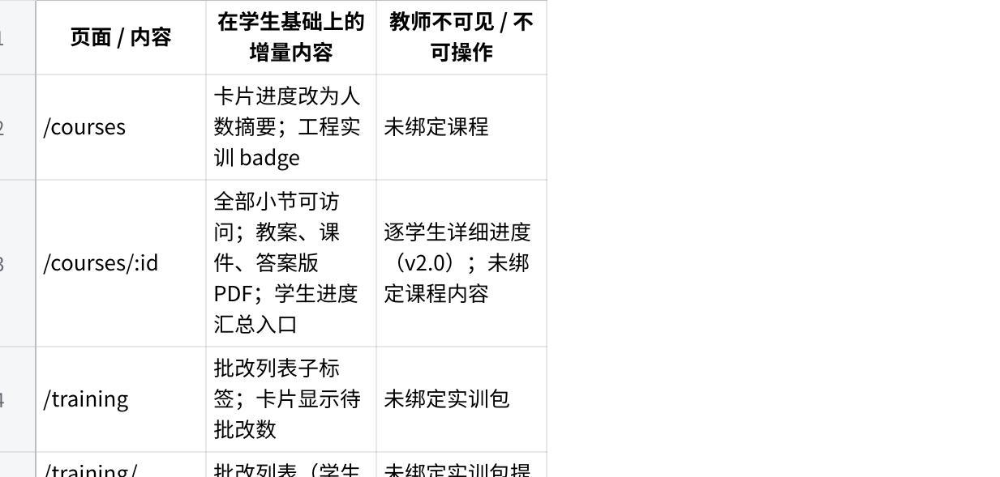 1
页面 / 内容
在学生基础上的
增量内容
教师不可见 / 不
可操作
2
/courses
卡片进度改为人
数摘要；工程实
训 badge
未绑定课程
3
/courses/:id
全部小节可访
问；教案、课
件、答案版
PDF；学生进度
汇总入口
逐学生详细进度
（v2.0）；未绑
定课程内容
4
/training
批改列表子标
签；卡片显示待
批改数
未绑定实训包
/training/
批改列表（学生
未绑定实训包提